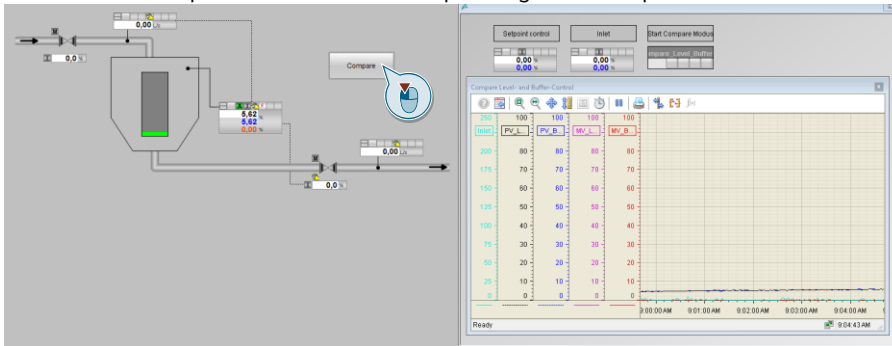 0,00 L/s
M
0,0 %
Compare
5,62 %
5,62
0,00 %
0,00 L/s
M
0,0 %
Setpoint control
Inlet
Start Compare Modus
0,00 %
0,00 %
0,00 %
0,00 %
ompare_Level_Buffer
Compare Level- and Buffer-Control
250 100 100 100 100
Inlet PV_L... PV_B... MV_L... MV_B...
200 80 80 80 80
175 70 70 70 70
150 60 60 60 60
125 50 50 50 50
100 40 40 40 40
75 30 30 30 30
50 20 20 20 20
25 10 10 10 10
0 0 0 0 0
9:00:00 AM 9:01:00 AM 9:02:00 AM 9:03:00 AM 9:04:00 AM
Ready
9:04:43 AM